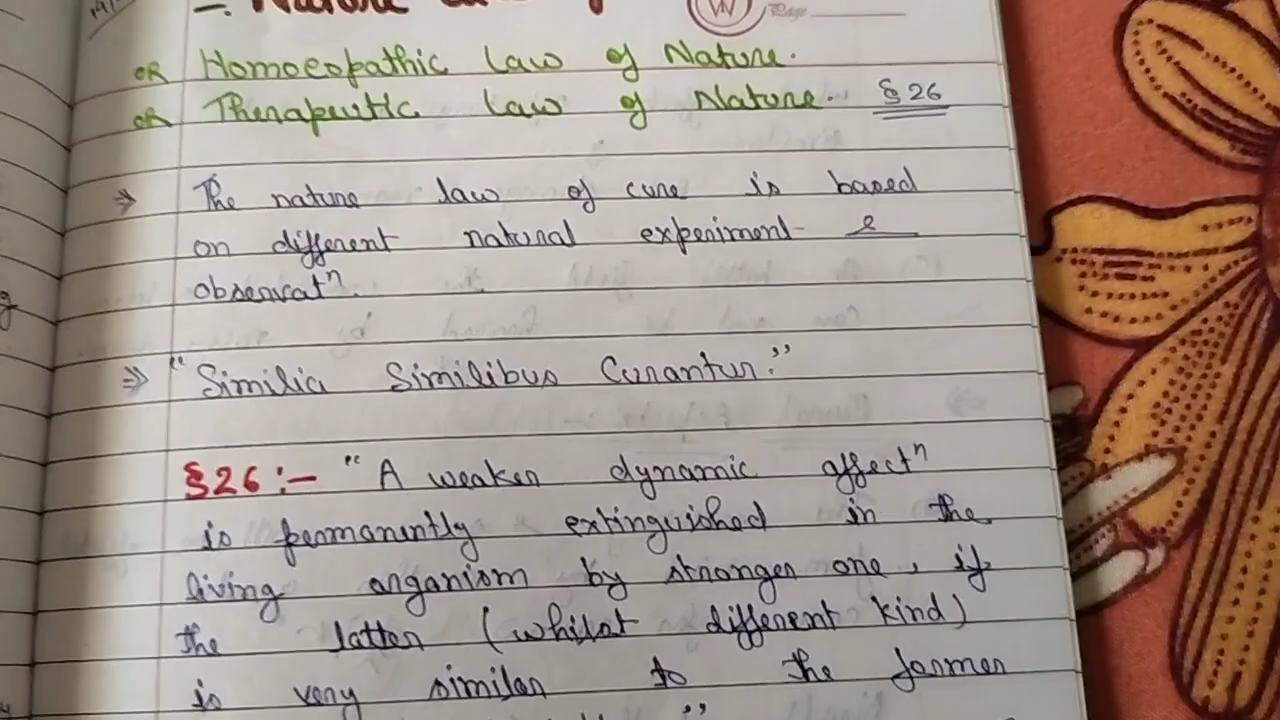 OR Homoeopathic law of Nature.
OR Therapeutic law of Nature. § 26
⇒ The nature law of cure is based
on different natural experiment &
observatⁿ.
⇒ "Similia Similibus Curantur."
§26:- "A weaker dynamic affectⁿ
is permanently extinguished in the
living organism by stronger one, if
the latter (whilst different kind)
is very similar to the former